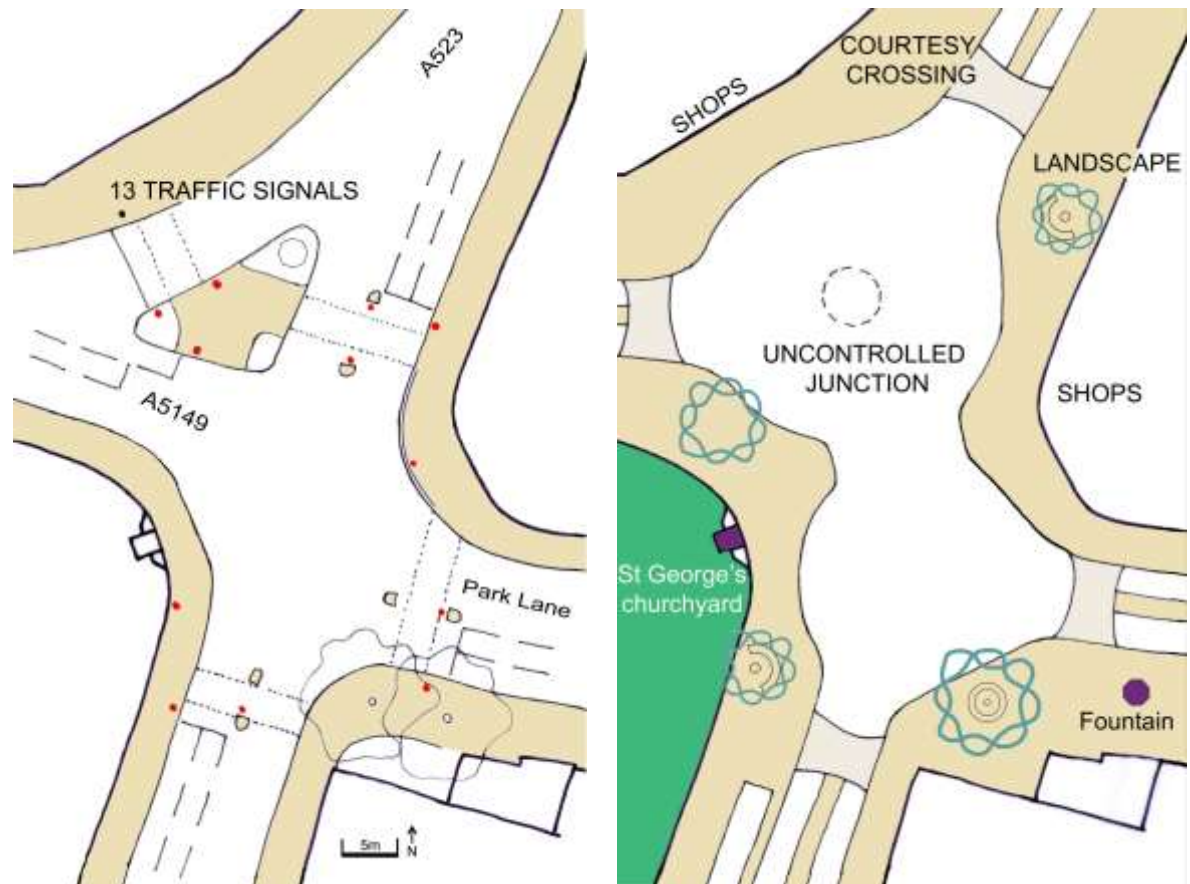 A523
13 TRAFFIC SIGNALS
A5149
Park Lane
5m
N
COURTESY
CROSSING
SHOPS
LANDSCAPE
UNCONTROLLED
JUNCTION
SHOPS
St George's
churchyard
Fountain